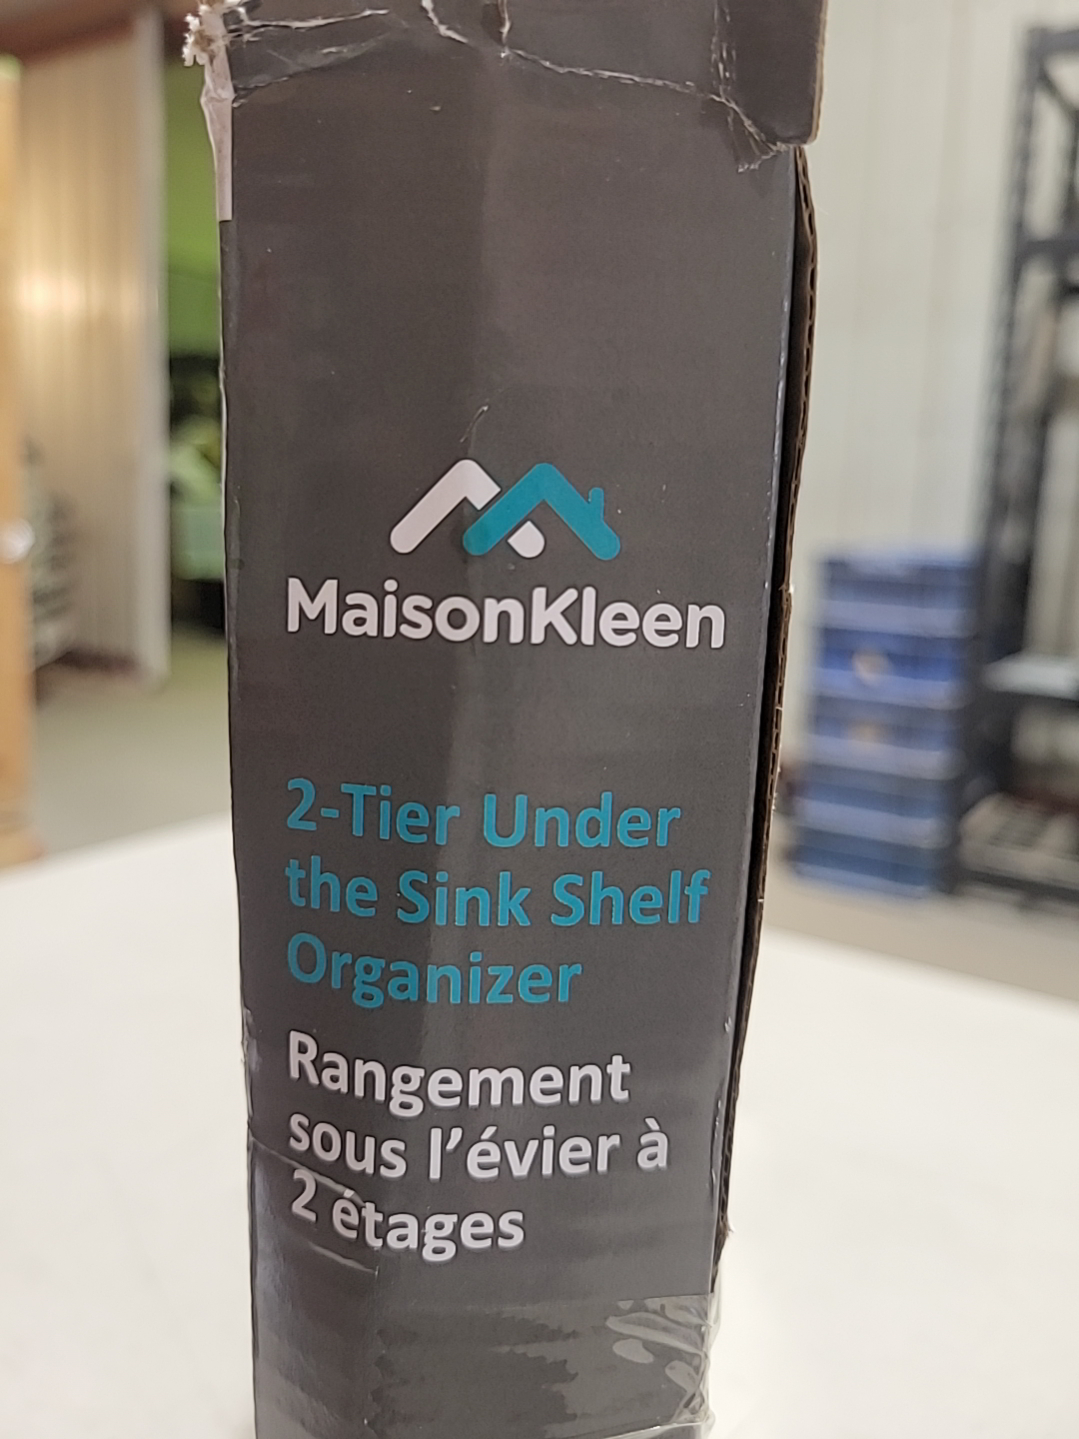 MaisonKleen
2-Tier Under
the Sink Shelf
Organizer
Rangement
sous l’évier à
2 étages